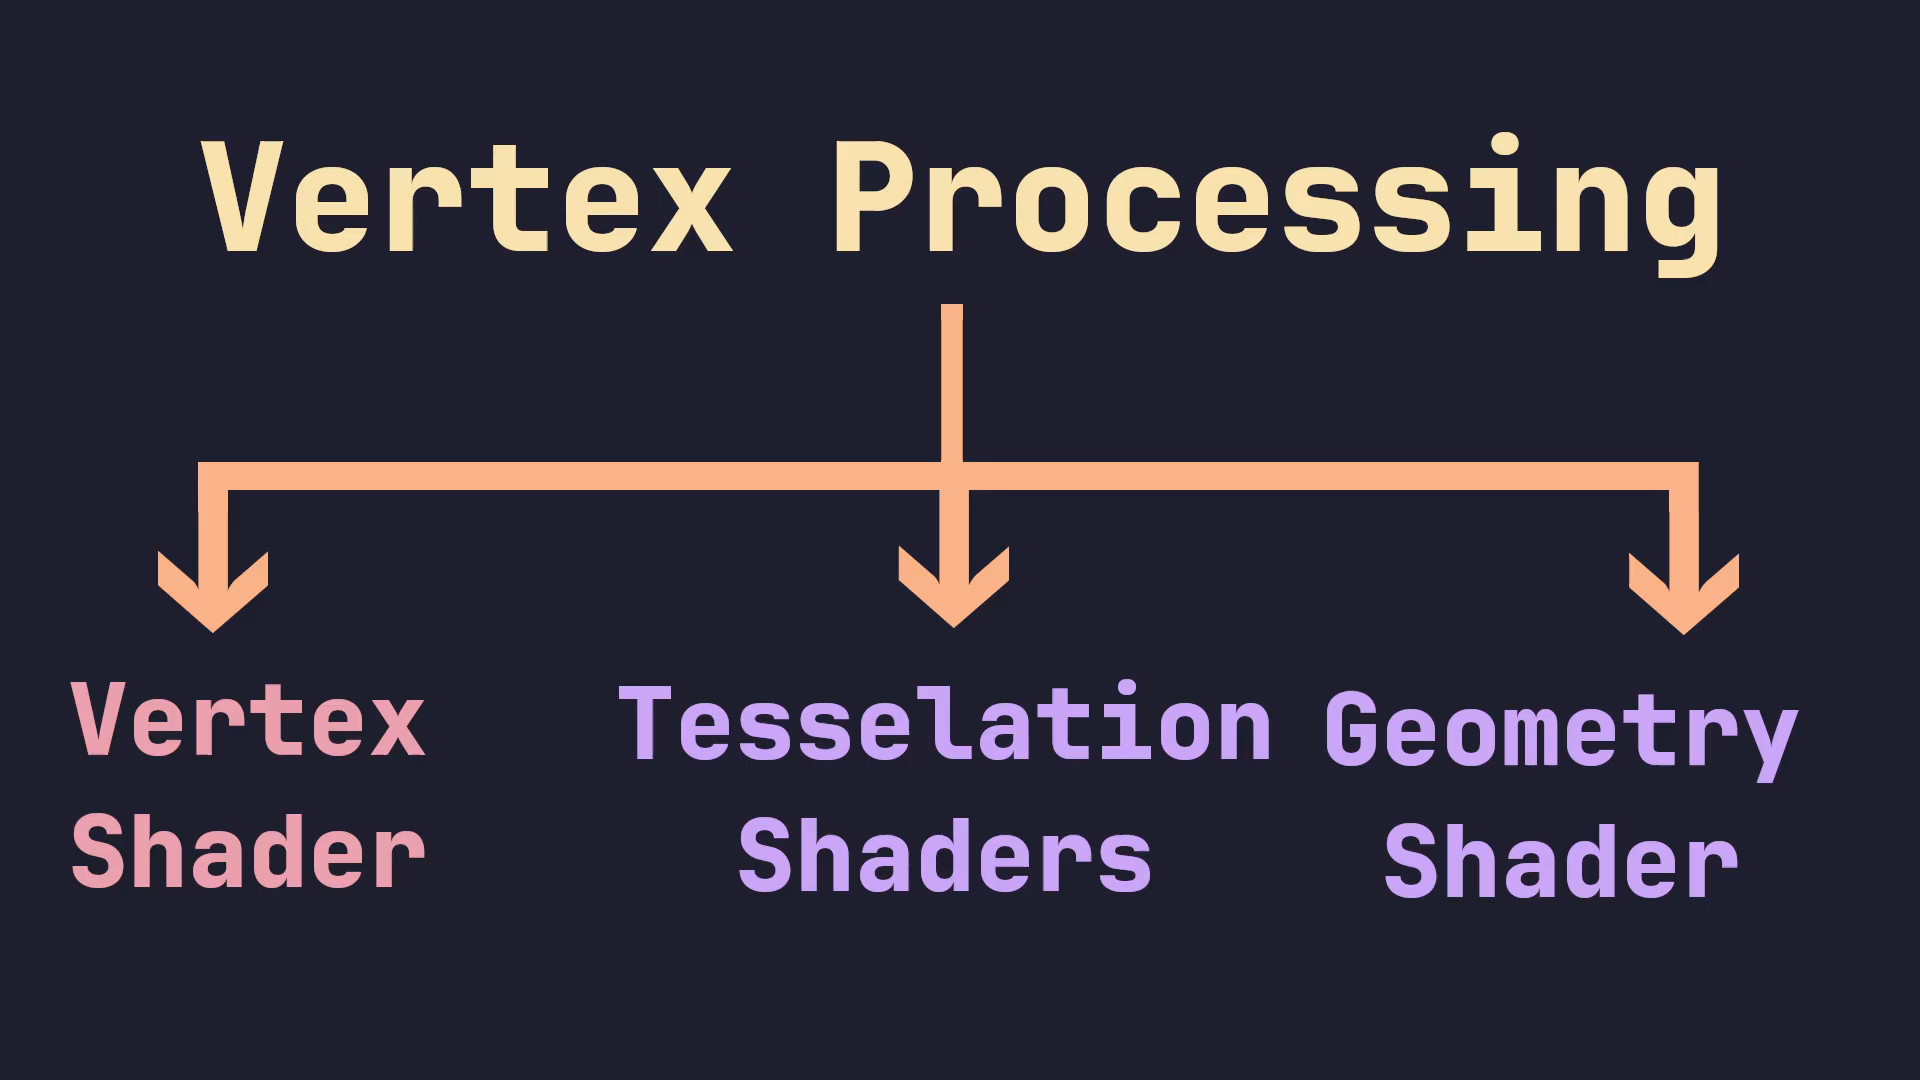 Vertex Processing
Vertex
Shader
Tesselation
Shaders
Geometry
Shader